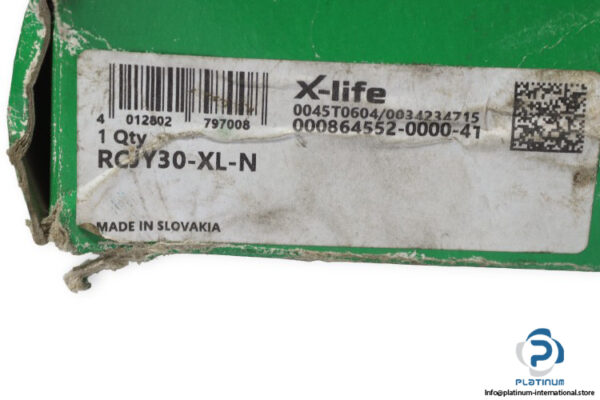 4 012802 797008
X-life
0045T0604/0034234715
000864552-0000-41
1 Qty
RCJY30-XL-N
MADE IN SLOVAKIA
PLATINUM
info@platinum-international.store